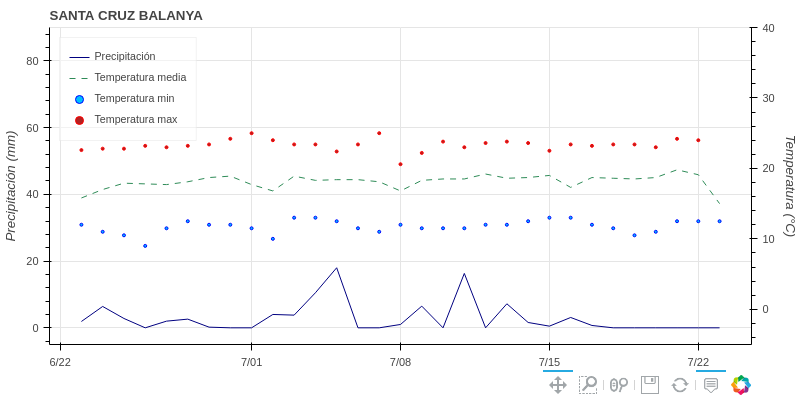 SANTA CRUZ BALANYA
Precipitación
Temperatura media
Temperatura min
Temperatura max
Precipitación (mm)
80
60
40
20
0
Temperatura (°C)
40
30
20
10
0
6/22
7/01
7/08
7/15
7/22